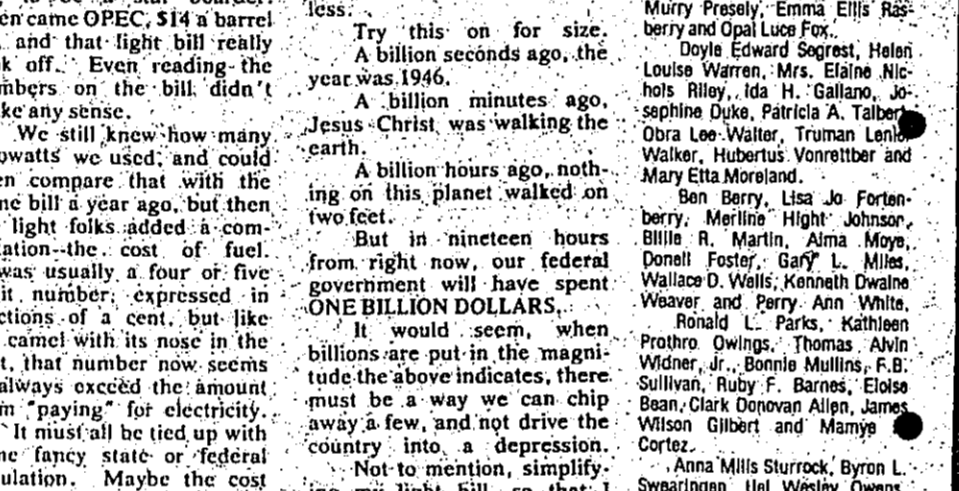 en came OPEC, $14 a barrel
and that light bill really
k off. Even reading the
mbers on the bill didn't
ke any sense.
We still knew how many
owatts we used, and could
en compare that with the
me bill a year ago, but then
light folks added a com-
tation--the cost of fuel.
was usually a four or five
it number, expressed in
ctions of a cent, but like
camel with its nose in the
t, that number now seems
always exceed the amount
m "paying" for electricity.
It must all be tied up with
me fancy state or federal
ulation. Maybe the cost
less.
Try this on for size.
A billion seconds ago, the
year was 1946.
A billion minutes ago,
Jesus Christ was walking the
earth.
A billion hours ago, noth-
ing on this planet walked on
two feet.
But in nineteen hours
from right now, our federal
government will have spent
ONE BILLION DOLLARS.
It would seem, when
billions are put in the magni-
tude the above indicates, there
must be a way we can chip
away a few, and not drive the
country into a depression.
Not to mention, simplify-
ing my light bill, so that I
Murry Presely, Emma Ellis Ras-
berry and Opal Luce Fox.
Doyle Edward Segrest, Helen
Louise Warren, Mrs. Elaine Nic-
hols Riley, Ida H. Gallano, Jo-
sephine Duke, Patricia A. Talbert,
Obra Lee Walter, Truman
Walker, Hubertus Vonrettber and
Mary Etta Moreland.
Ben Berry, Lisa Jo Forten-
berry, Merline Hight Johnson,
Billie R. Martin, Alma Moye,
Donell Foster, Gary L. Miles,
Wallace D. Wells, Kenneth Dwaine
Weaver and Perry Ann White.
Ronald L. Parks, Kathleen
Prothro Owings, Thomas Alvin
Widner, Jr., Bonnie Mullins, F.B.
Sullivan, Ruby F. Barnes, Eloise
Bean, Clark Donovan Allen, James
Wilson Gilbert and Mamye
Cortez.
Anna Mills Sturrock, Byron L.
Swearingen, Hal Wesley Owens